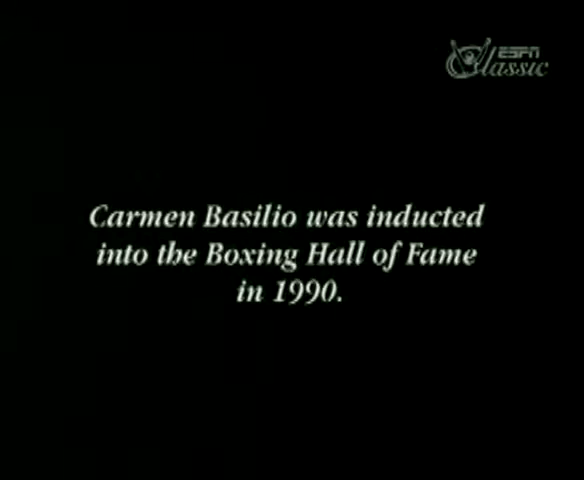 ESPN
Classic
Carmen Basilio was inducted
into the Boxing Hall of Fame
in 1990.